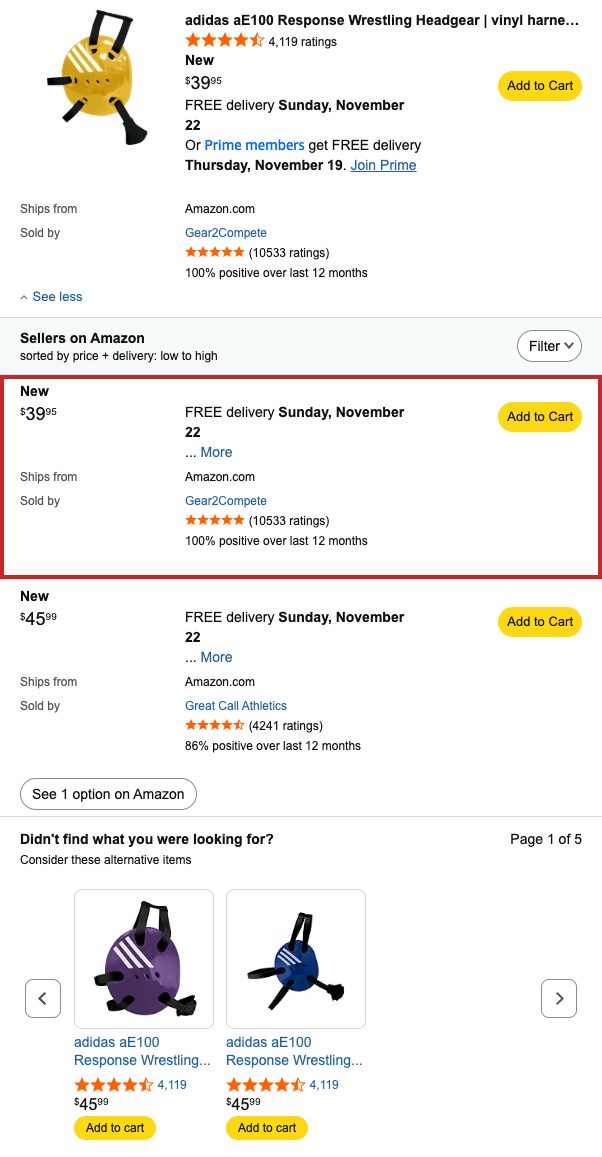 adidas aE100 Response Wrestling Headgear | vinyl harne...
4,119 ratings
New
$39.95
Add to Cart
FREE delivery Sunday, November
22
Or Prime members get FREE delivery
Thursday, November 19. Join Prime
Ships from Amazon.com
Sold by Gear2Compete
(10533 ratings)
100% positive over last 12 months
See less
Sellers on Amazon
sorted by price + delivery: low to high
Filter
New
$39.95 FREE delivery Sunday, November Add to Cart
22
... More
Ships from Amazon.com
Sold by Gear2Compete
(10533 ratings)
100% positive over last 12 months
New
$45.99 FREE delivery Sunday, November Add to Cart
22
... More
Ships from Amazon.com
Sold by Great Call Athletics
(4241 ratings)
86% positive over last 12 months
See 1 option on Amazon
Didn't find what you were looking for? Page 1 of 5
Consider these alternative items
adidas aE100
Response Wrestling...
4,119
$45.99
Add to cart
adidas aE100
Response Wrestling...
4,119
$45.99
Add to cart